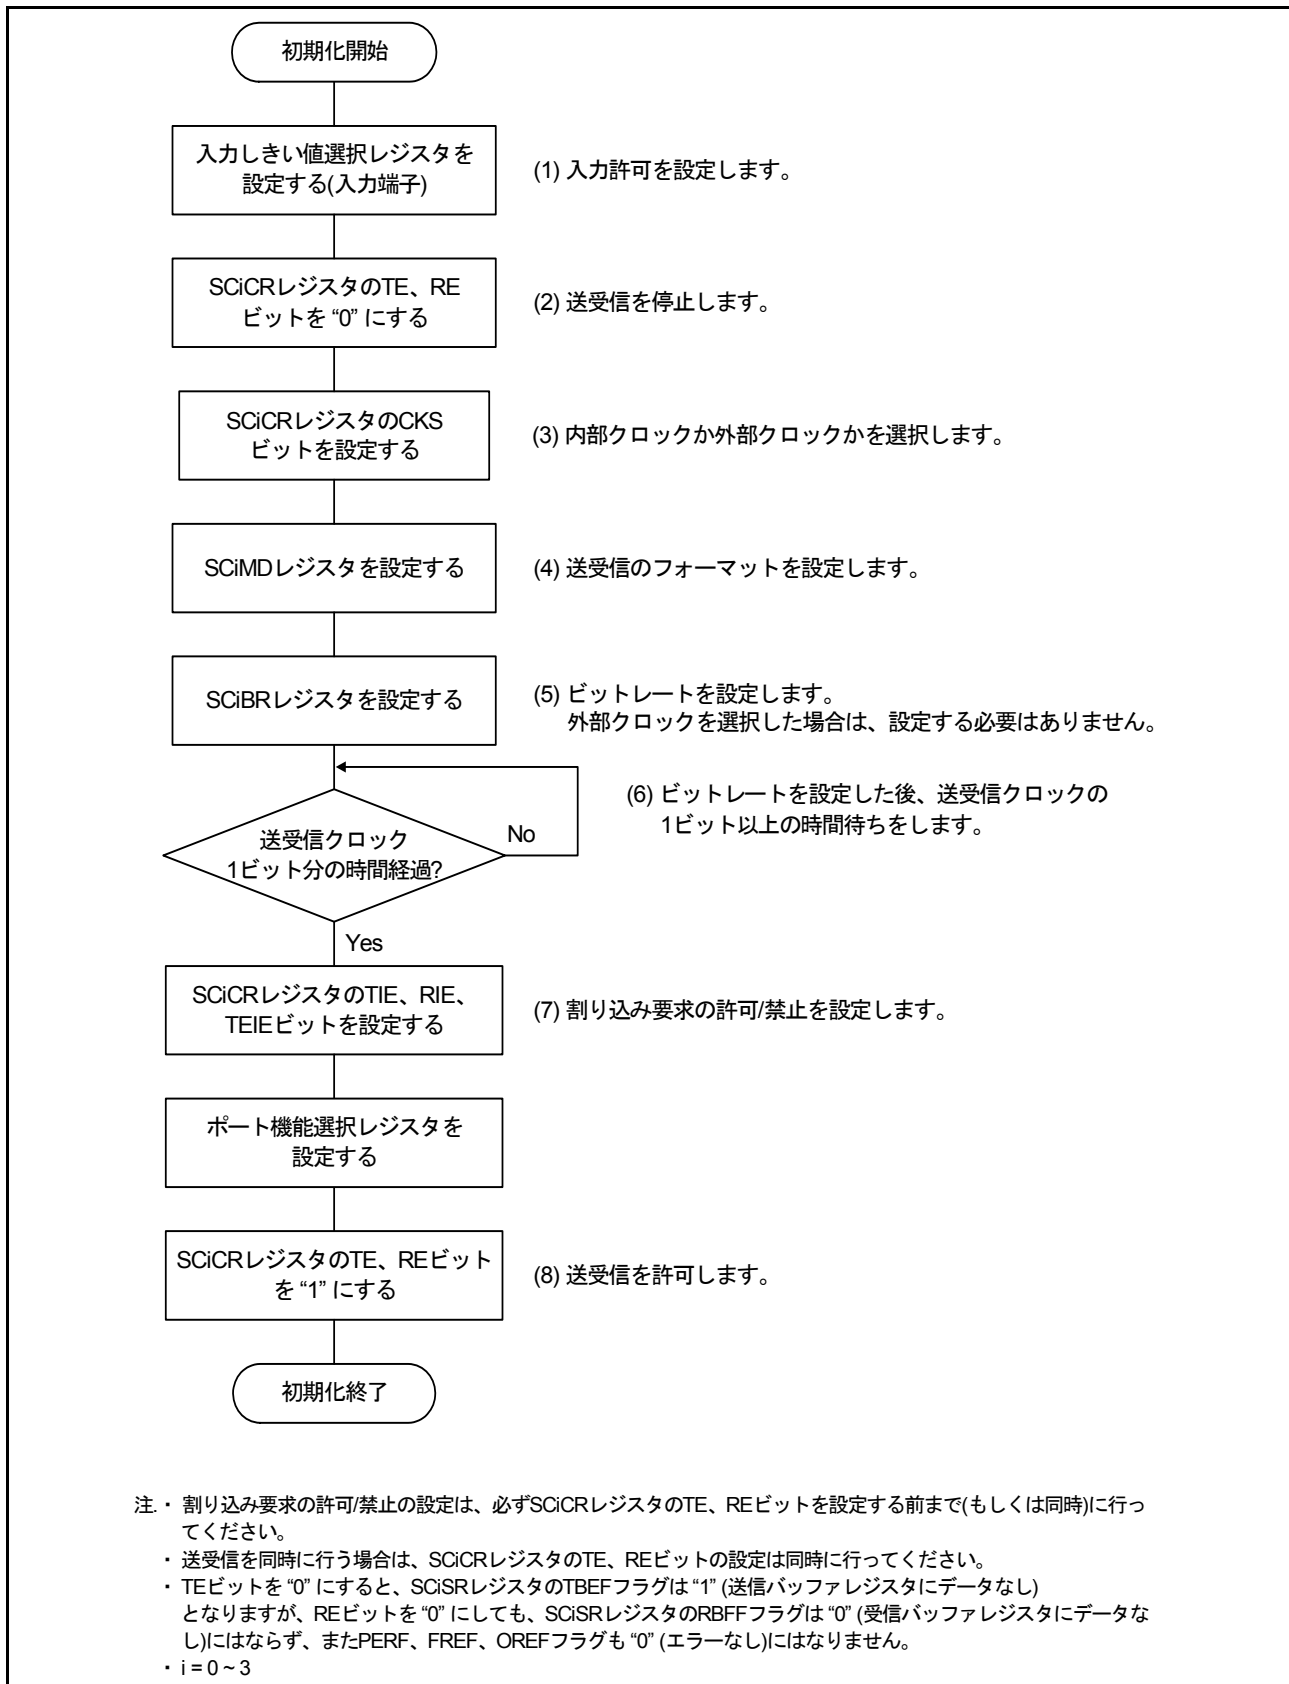 初期化開始
入力しきい値選択レジスタを
設定する(入力端子)
(1) 入力許可を設定します。
SCiCRレジスタのTE、RE
ビットを “0” にする
(2) 送受信を停止します。
SCiCRレジスタのCKS
ビットを設定する
(3) 内部クロックか外部クロックかを選択します。
SCiMDレジスタを設定する
(4) 送受信のフォーマットを設定します。
SCiBRレジスタを設定する
(5) ビットレートを設定します。
外部クロックを選択した場合は、設定する必要はありません。
(6) ビットレートを設定した後、送受信クロックの
1ビット以上の時間待ちをします。
送受信クロック
1ビット分の時間経過?
No
Yes
SCiCRレジスタのTIE、RIE、
TEIEビットを設定する
(7) 割り込み要求の許可/禁止を設定します。
ポート機能選択レジスタを
設定する
SCiCRレジスタのTE、REビット
を “1” にする
(8) 送受信を許可します。
初期化終了
注.・ 割り込み要求の許可/禁止の設定は、必ずSCiCRレジスタのTE、REビットを設定する前まで(もしくは同時)に行っ
てください。
・ 送受信を同時に行う場合は、SCiCRレジスタのTE、REビットの設定は同時に行ってください。
・ TEビットを “0” にすると、SCiSRレジスタのTBEFフラグは “1” (送信バッファレジスタにデータなし)
となりますが、REビットを “0” にしても、SCiSRレジスタのRBFFフラグは “0” (受信バッファレジスタにデータな
し)にはならず、またPERF、FREF、OREFフラグも “0” (エラーなし)にはなりません。
・ i = 0 ~ 3